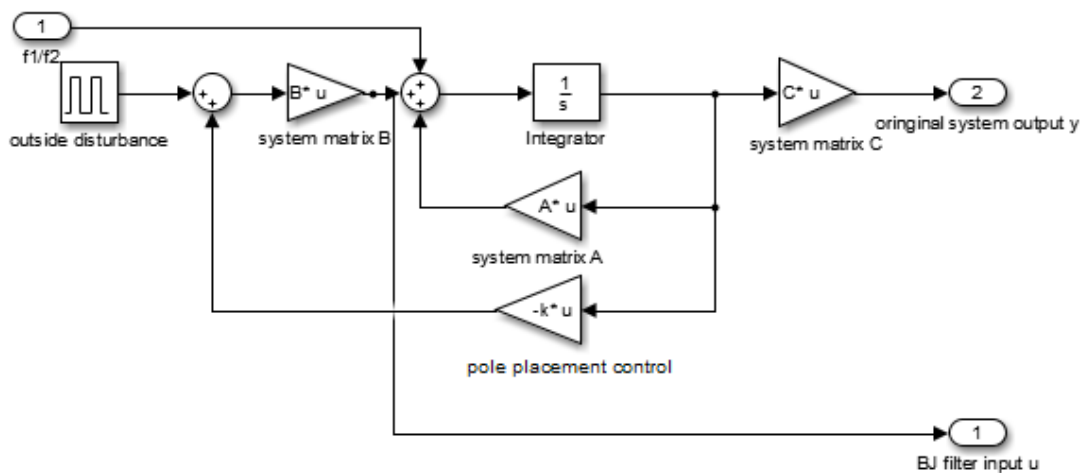 1
f1/f2
outside disturbance
+
+
B* u
system matrix B
+
+
+
1
s
Integrator
C* u
system matrix C
2
oringinal system output y
A* u
system matrix A
-k* u
pole placement control
1
BJ filter input u